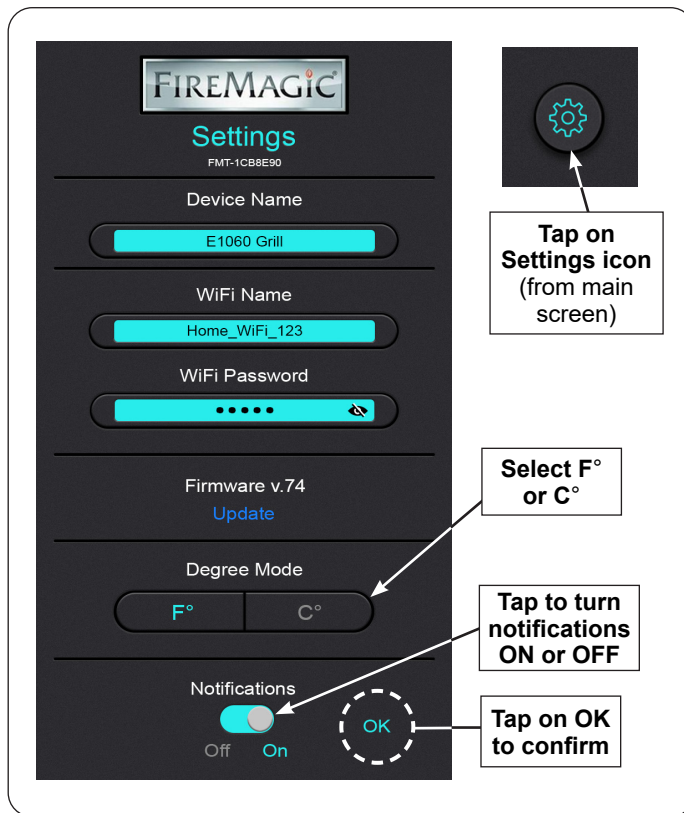 FIREMAGIC
Settings
FMT-1CB8E90
Device Name
E1060 Grill
WiFi Name
Home_WiFi_123
WiFi Password
•••••
Firmware v.74
Update
Degree Mode
F° C°
Notifications
Off On
OK
Tap on
Settings icon
(from main
screen)
Select F°
or C°
Tap to turn
notifications
ON or OFF
Tap on OK
to confirm